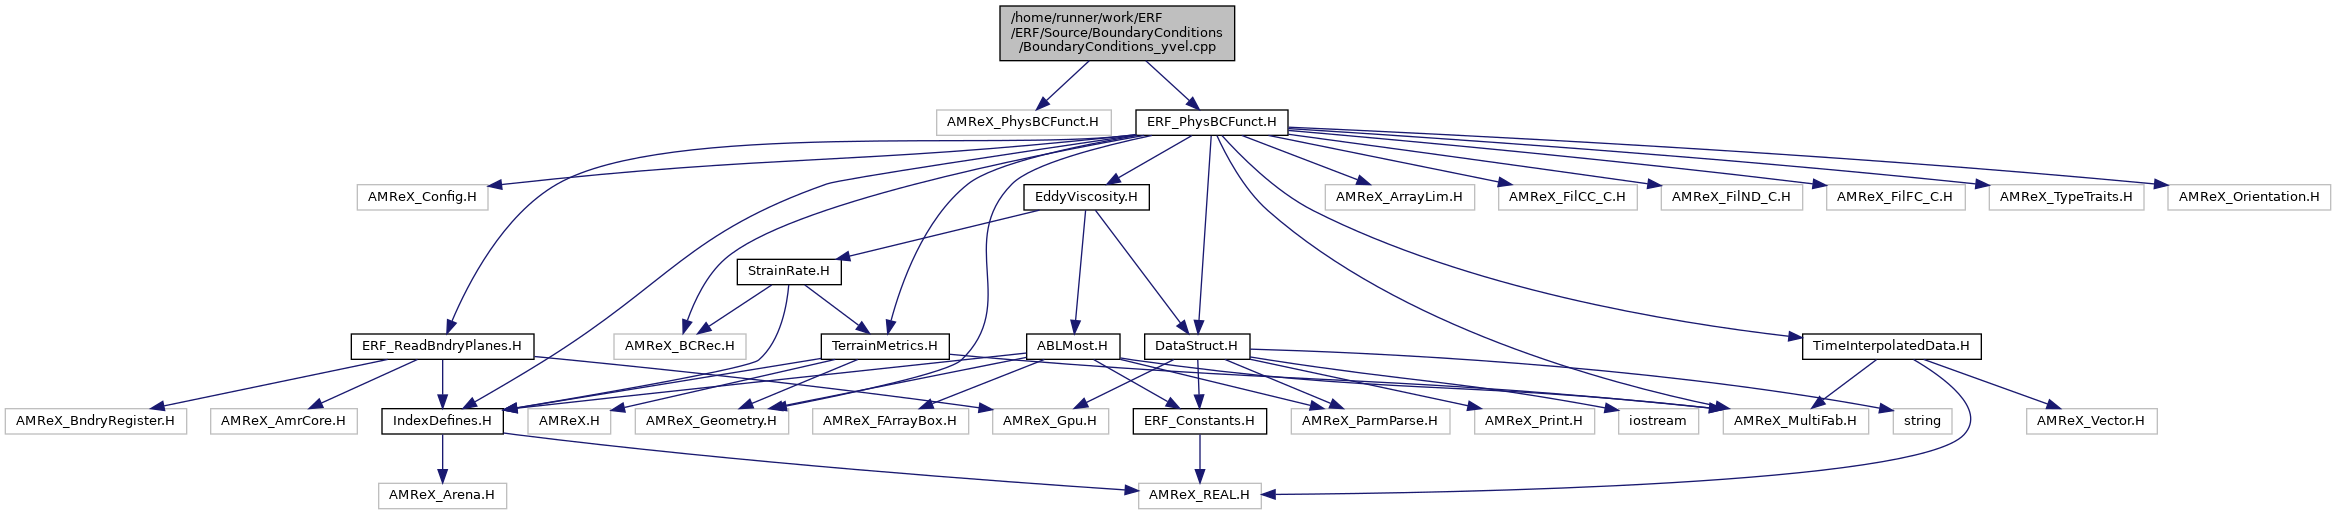 /home/runner/work/ERF
/ERF/Source/BoundaryConditions
/BoundaryConditions_yvel.cpp
AMReX_PhysBCFunct.H
ERF_PhysBCFunct.H
AMReX_Config.H
EddyViscosity.H
AMReX_ArrayLim.H
AMReX_FilCC_C.H
AMReX_FilND_C.H
AMReX_FilFC_C.H
AMReX_TypeTraits.H
AMReX_Orientation.H
StrainRate.H
ERF_ReadBndryPlanes.H
AMReX_BCRec.H
TerrainMetrics.H
ABLMost.H
DataStruct.H
TimeInterpolatedData.H
AMReX_BndryRegister.H
AMReX_AmrCore.H
IndexDefines.H
AMReX.H
AMReX_Geometry.H
AMReX_FArrayBox.H
AMReX_Gpu.H
ERF_Constants.H
AMReX_ParmParse.H
AMReX_Print.H
iostream
AMReX_MultiFab.H
string
AMReX_Vector.H
AMReX_Arena.H
AMReX_REAL.H